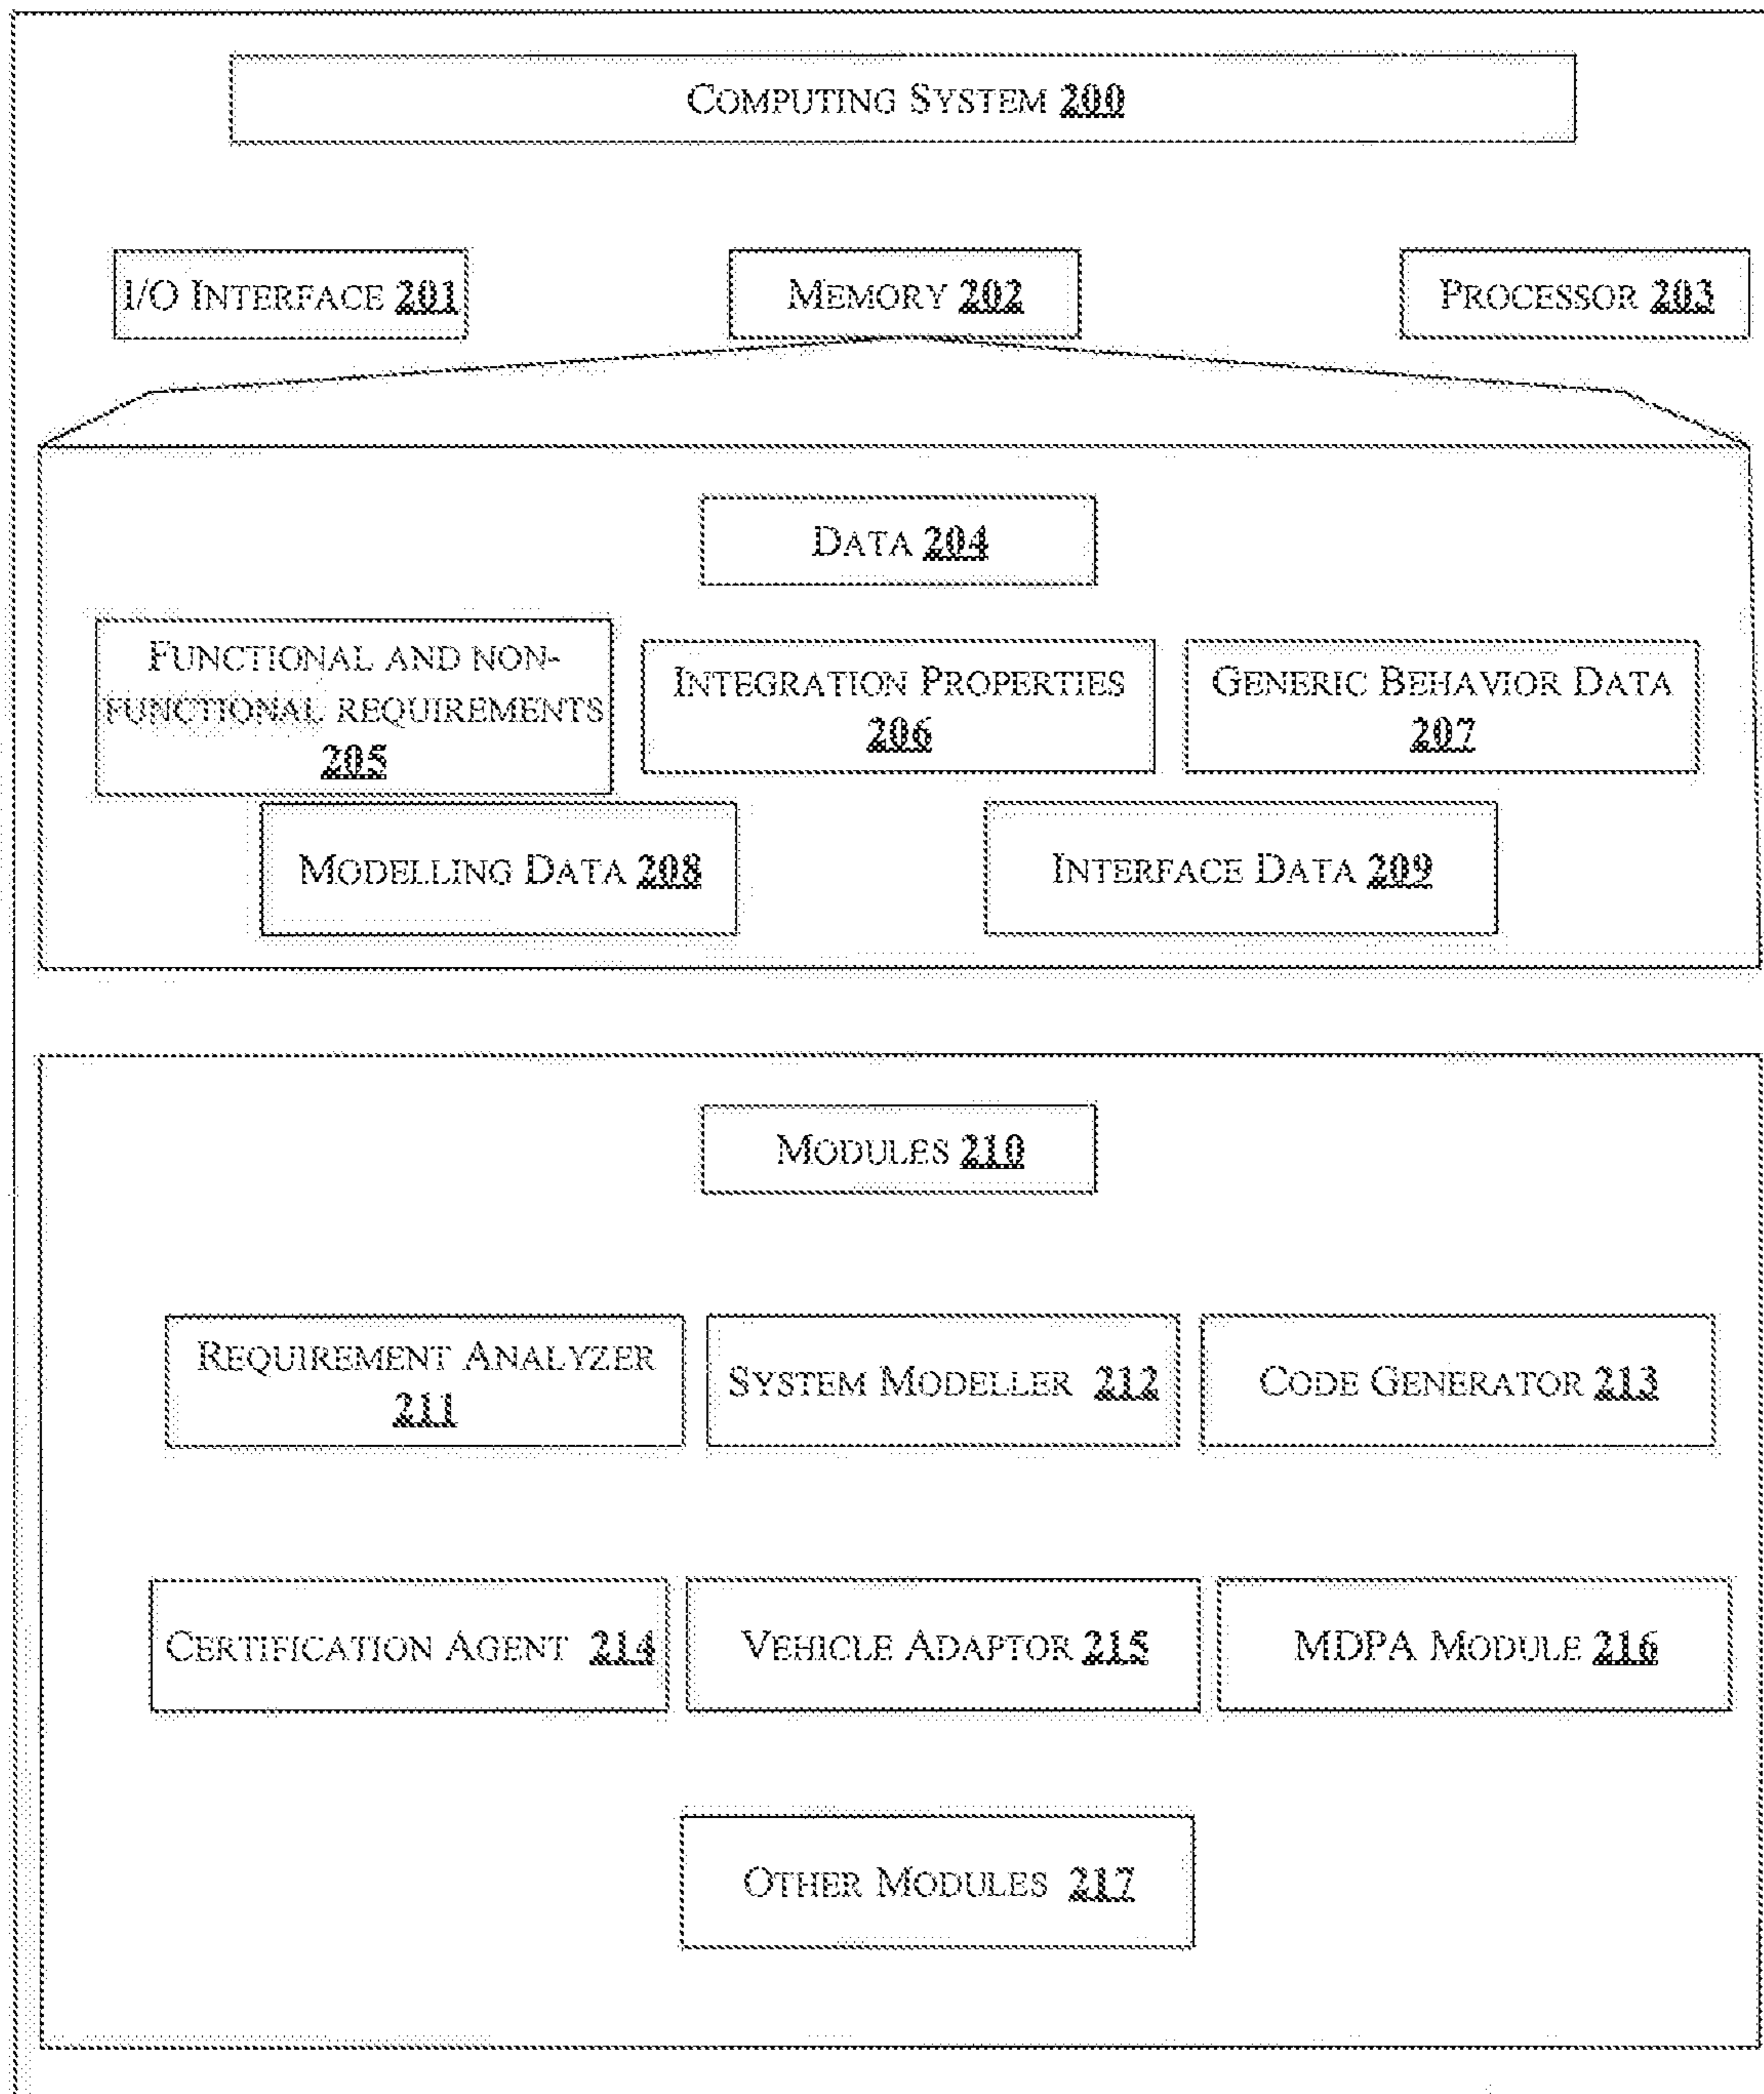 COMPUTING SYSTEM 200
I/O INTERFACE 201
MEMORY 202
PROCESSOR 203
DATA 204
FUNCTIONAL AND NON-
FUNCTIONAL REQUIREMENTS
205
INTEGRATION PROPERTIES
206
GENERIC BEHAVIOR DATA
207
MODELLING DATA 208
INTERFACE DATA 209
MODULES 210
REQUIREMENT ANALYZER
211
SYSTEM MODELLER 212
CODE GENERATOR 213
CERTIFICATION AGENT 214
VEHICLE ADAPTOR 215
MDPA MODULE 216
OTHER MODULES 217